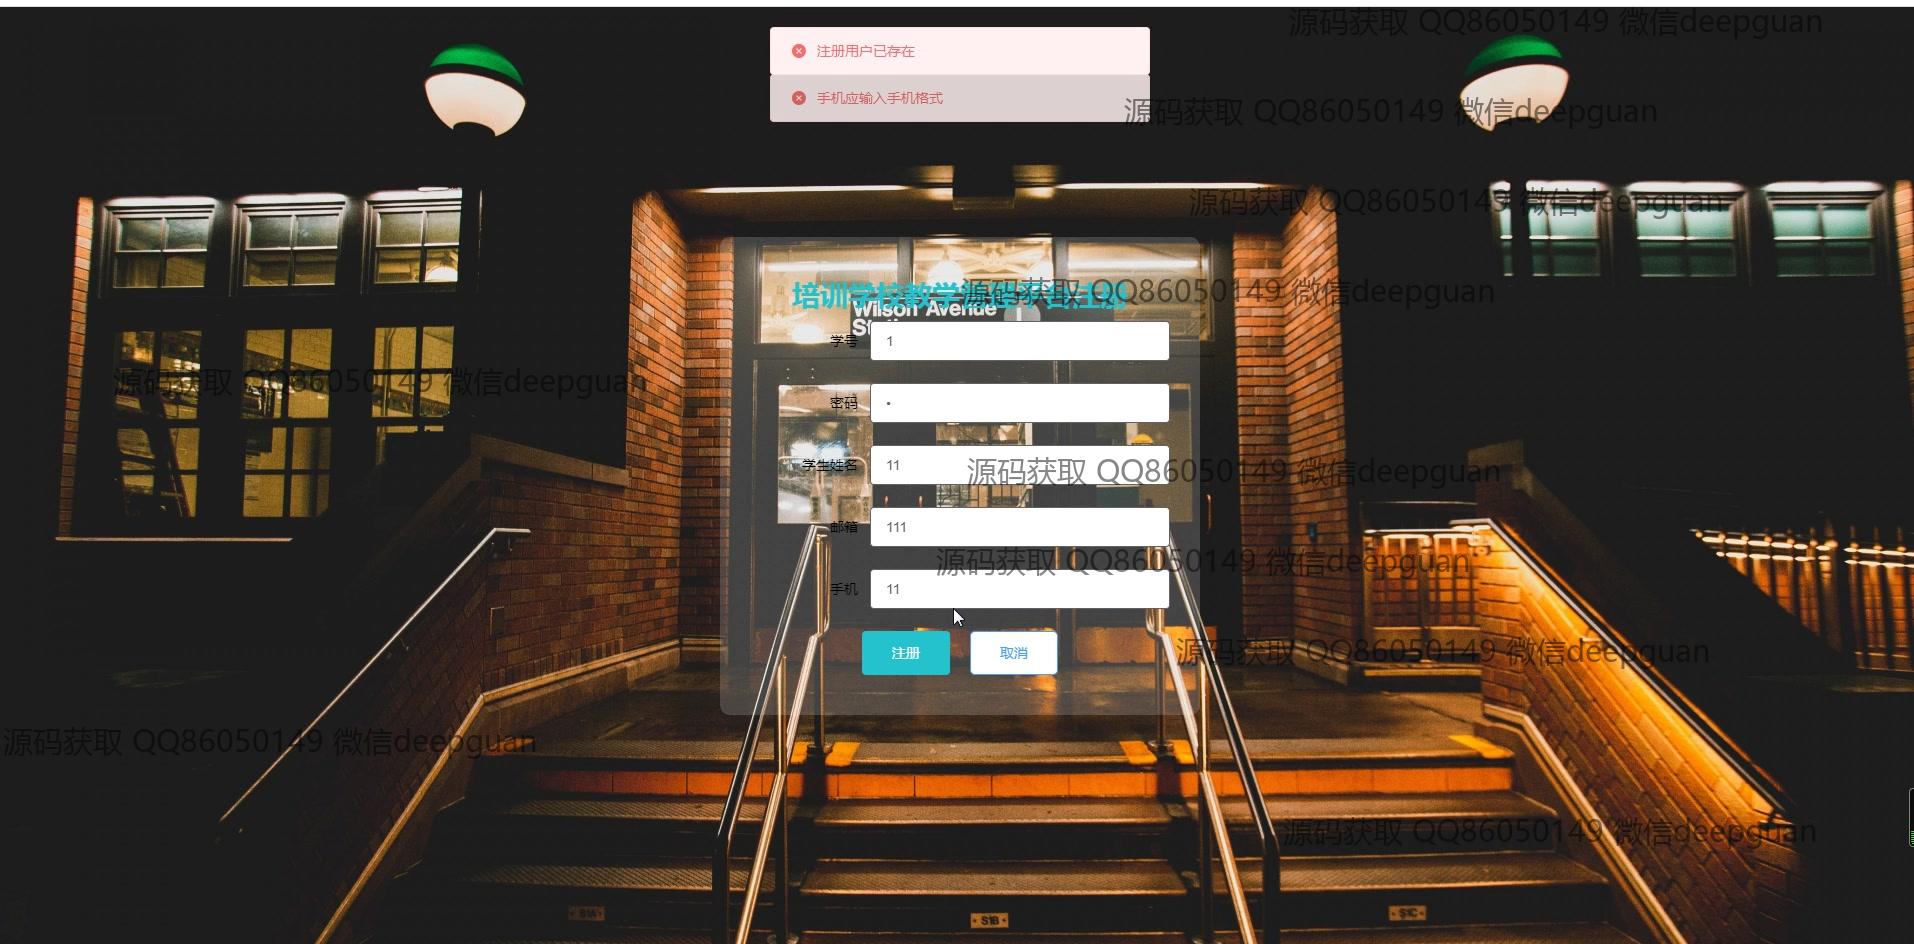 源码获取 QQ86050149 微信deepguan
注册用户已存在
手机应输入手机格式
源码获取 QQ86050149 微信deepguan
源码获取 QQ86050149 微信deepguan
源码获取 QQ86050149 微信deepguan
培训学校教学管理平台注册
Wilson Avenue
学号 1
源码获取 QQ86050149 微信deepguan
密码 •
学生姓名 11
源码获取 QQ86050149 微信deepguan
邮箱 111
源码获取 QQ86050149 微信deepguan
手机 11
注册 取消
源码获取 QQ86050149 微信deepguan
源码获取 QQ86050149 微信deepguan
源码获取 QQ86050149 微信deepguan
S1A S1B S1C